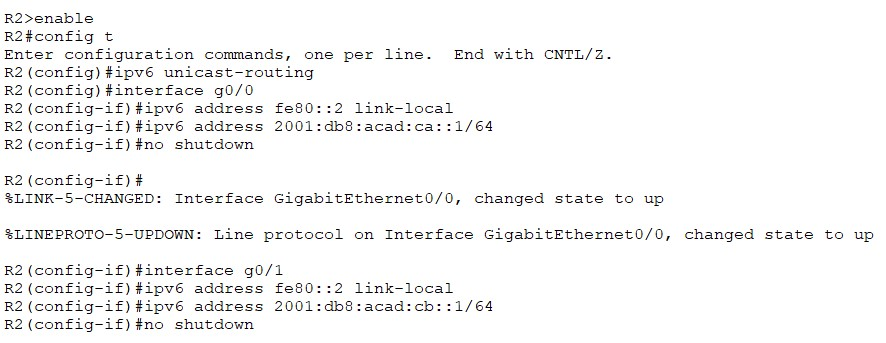 R2>enable
R2#config t
Enter configuration commands, one per line.  End with CNTL/Z.
R2(config)#ipv6 unicast-routing
R2(config)#interface g0/0
R2(config-if)#ipv6 address fe80::2 link-local
R2(config-if)#ipv6 address 2001:db8:acad:ca::1/64
R2(config-if)#no shutdown
R2(config-if)#
%LINK-5-CHANGED: Interface GigabitEthernet0/0, changed state to up
%LINEPROTO-5-UPDOWN: Line protocol on Interface GigabitEthernet0/0, changed state to up
R2(config-if)#interface g0/1
R2(config-if)#ipv6 address fe80::2 link-local
R2(config-if)#ipv6 address 2001:db8:acad:cb::1/64
R2(config-if)#no shutdown